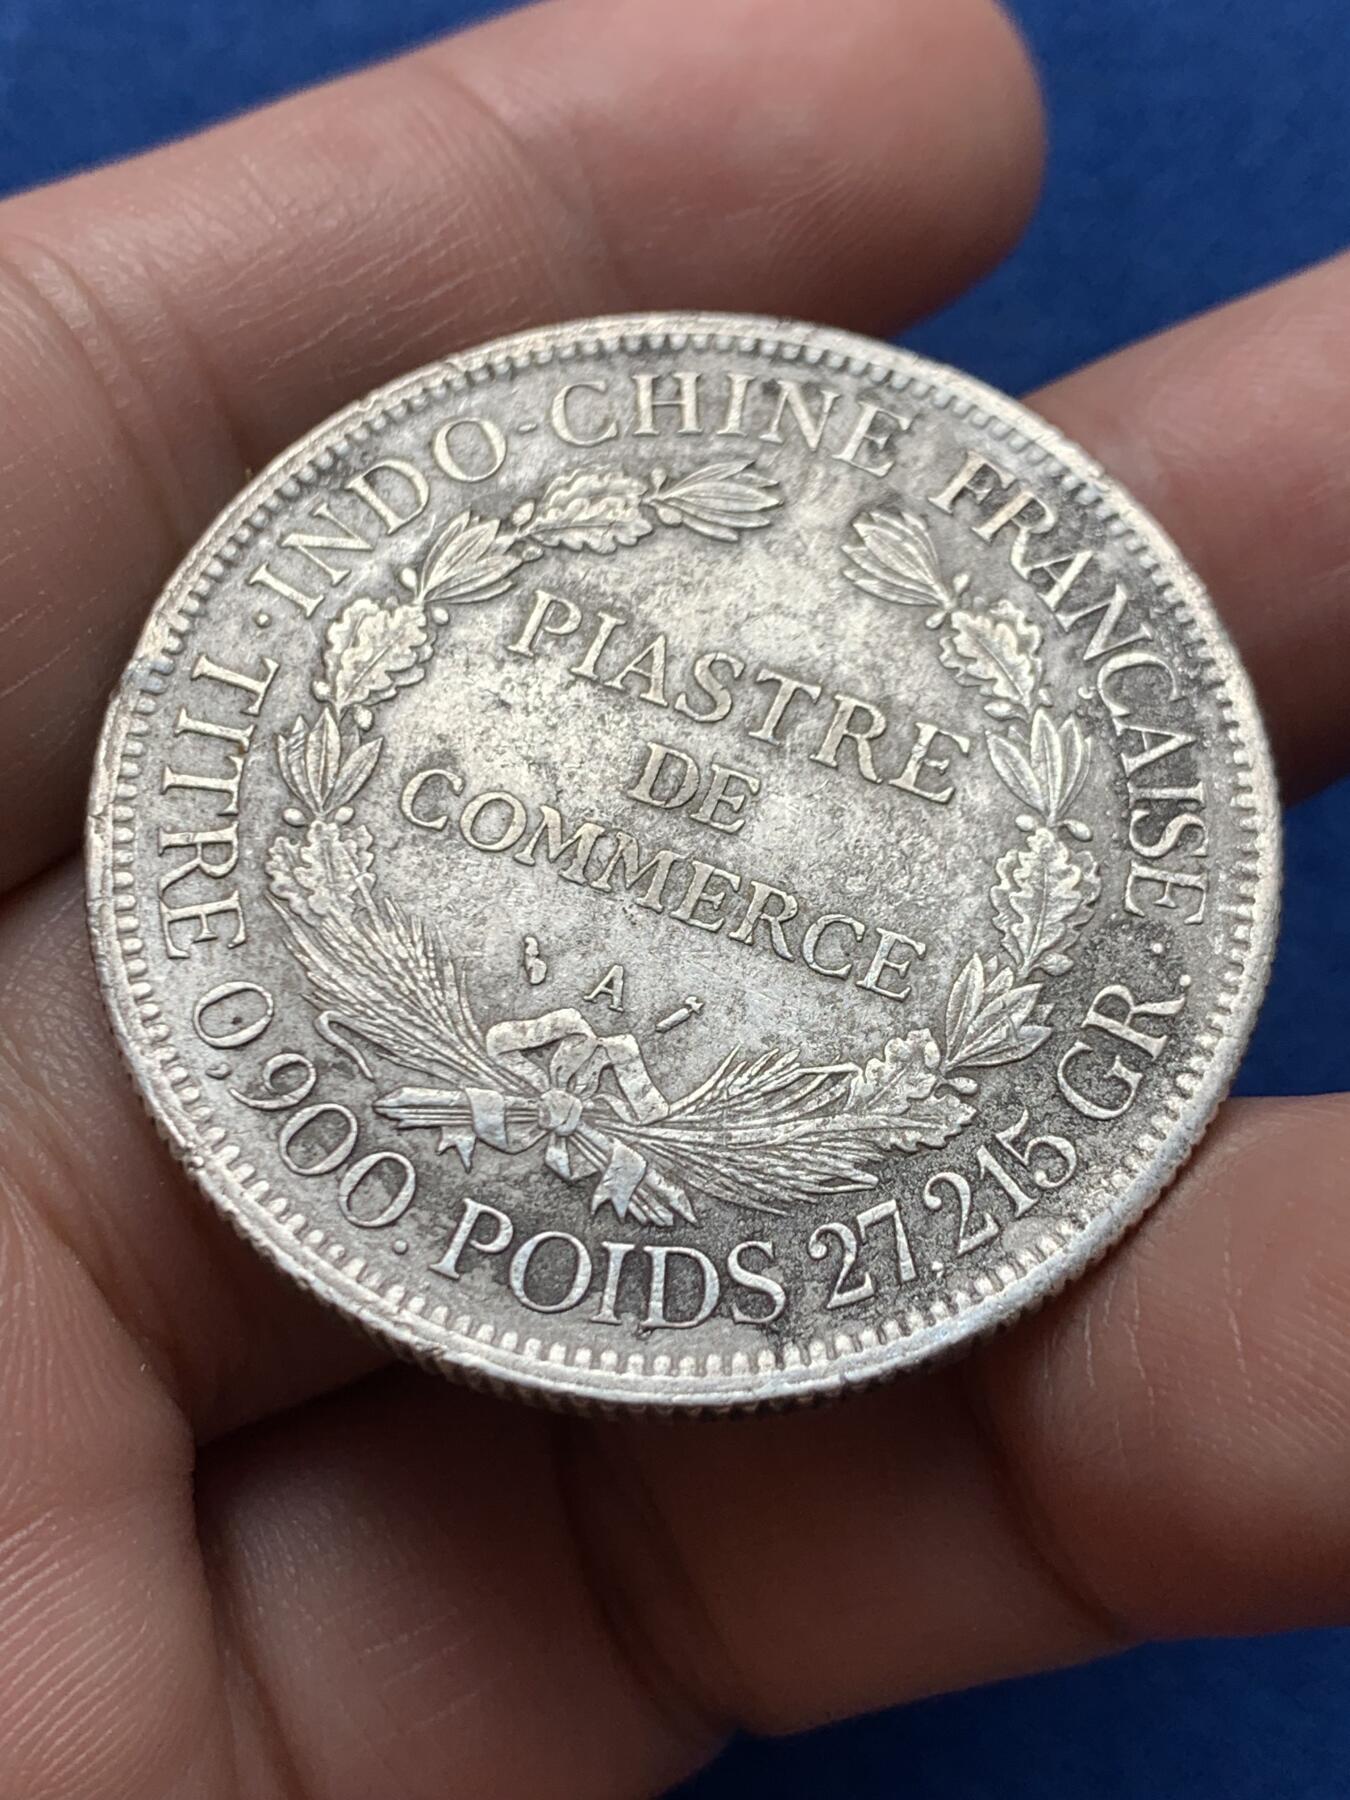 · INDO-CHINE FRANÇAISE ·
TITRE 0,900. POIDS 27,215 GR.
PIASTRE
DE
COMMERCE
A